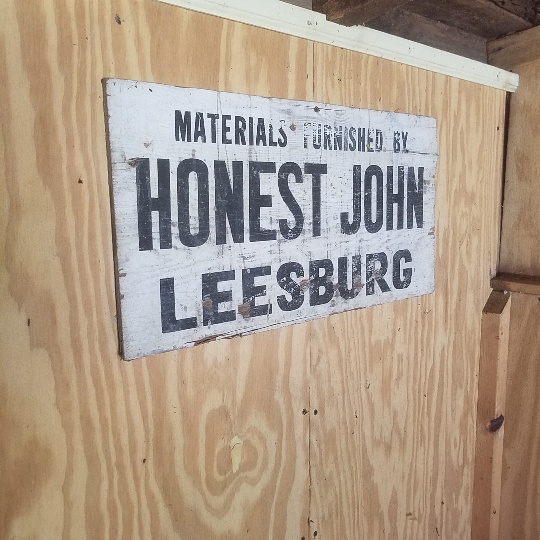 MATERIALS FURNISHED BY
HONEST JOHN
LEESBURG